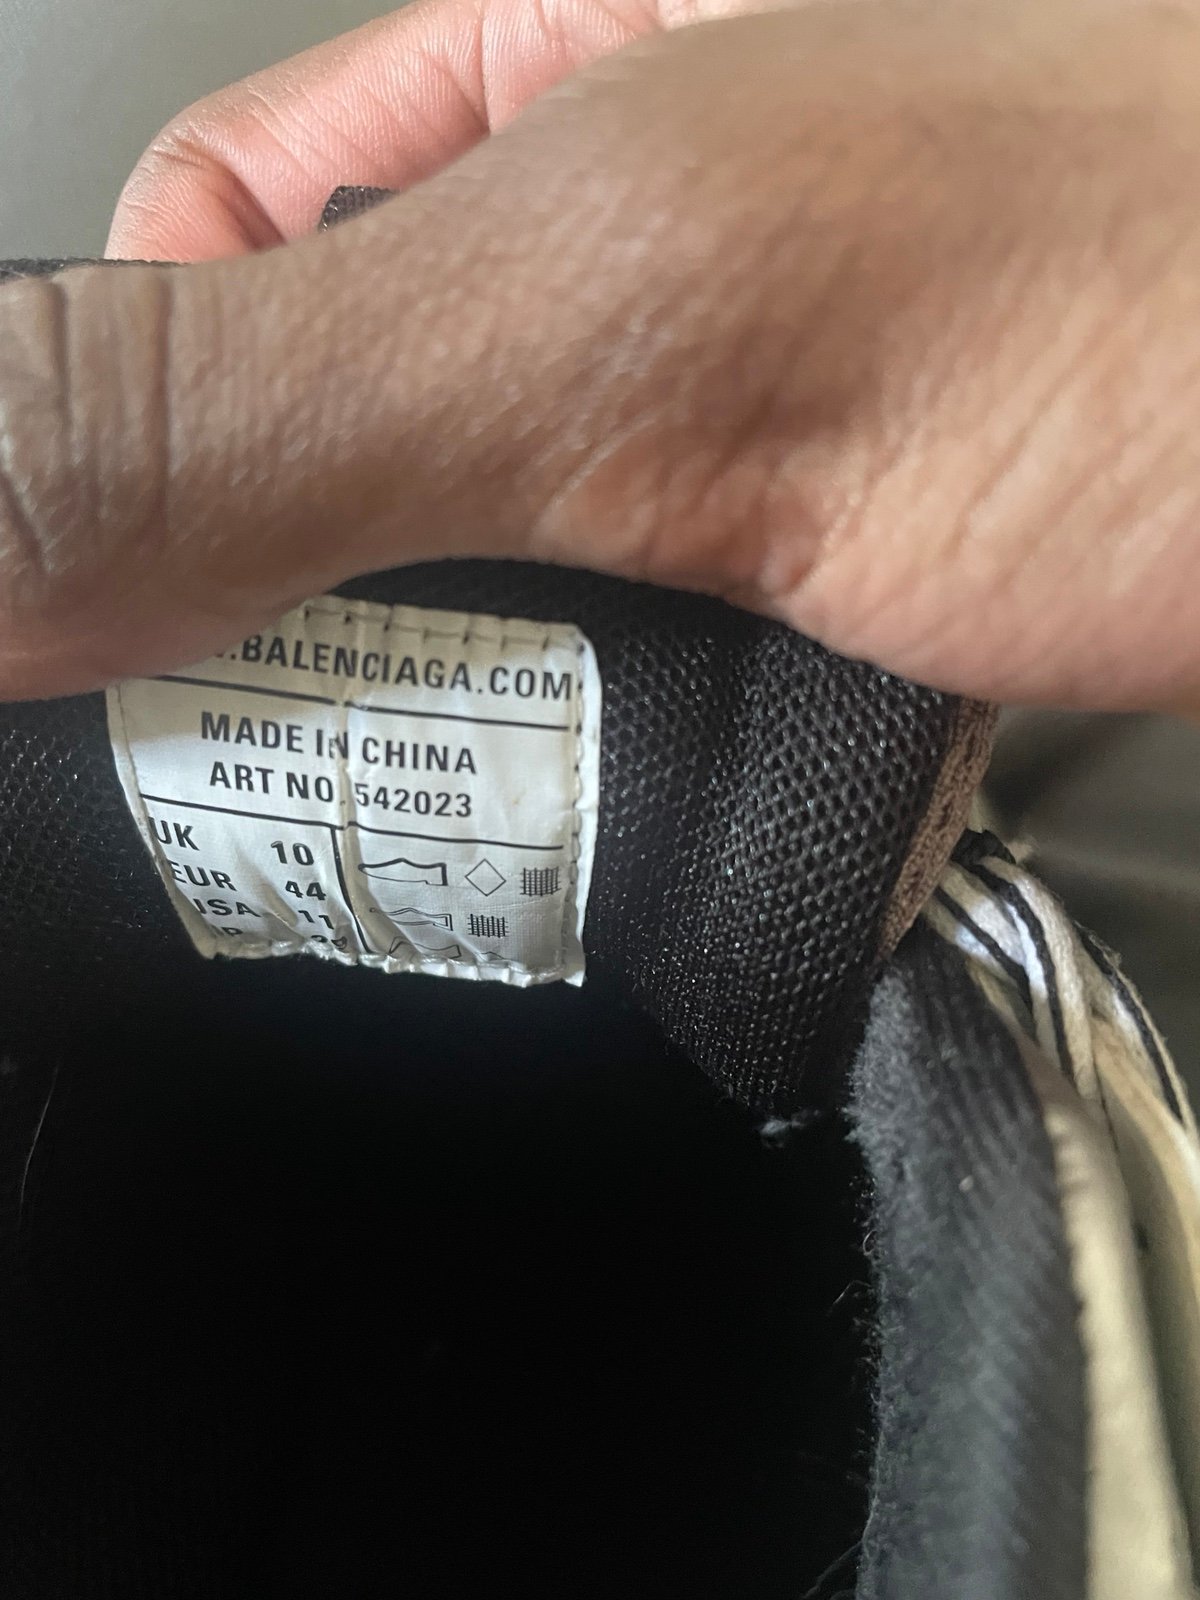 .BALENCIAGA.COM
MADE IN CHINA
ART NO. 542023
UK 10
EUR 44
USA 11